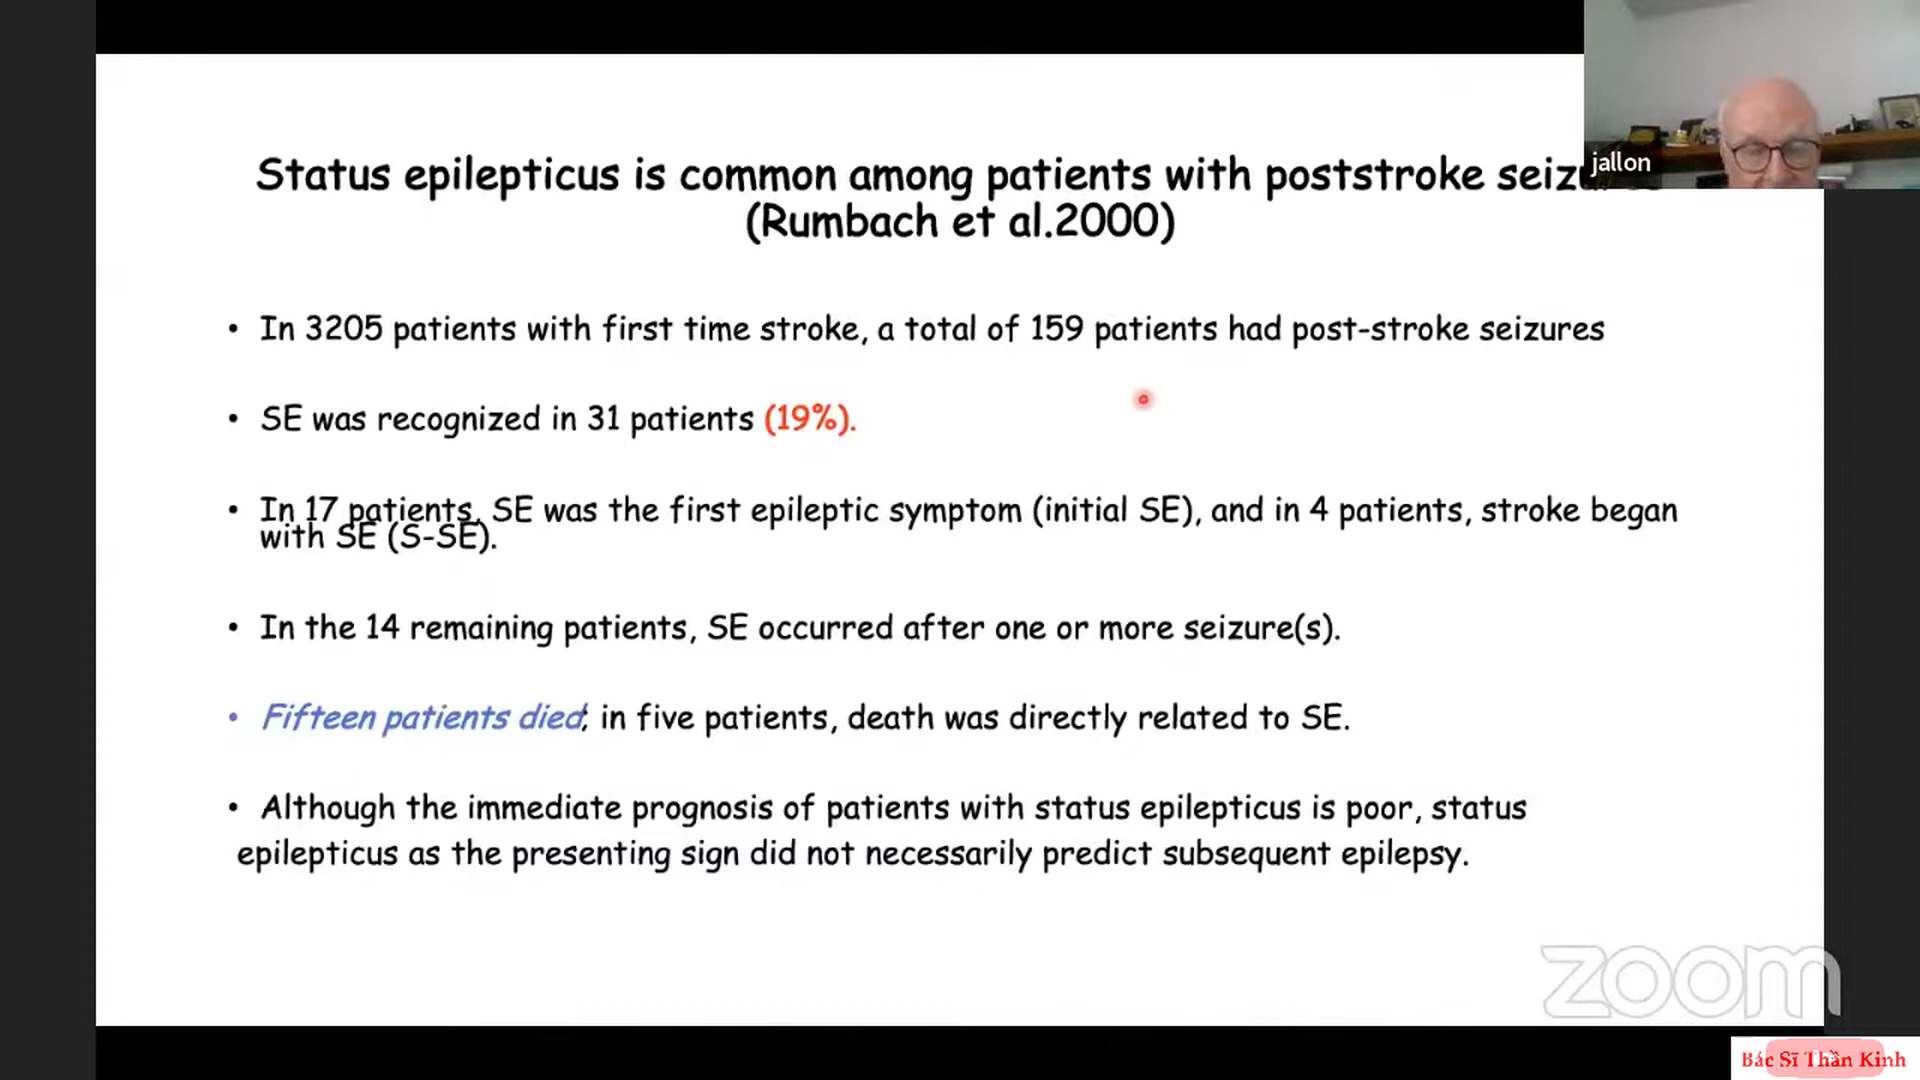 Status epilepticus is common among patients with poststroke
(Rumbach et al.2000)
jallon
• In 3205 patients with first time stroke, a total of 159 patients had post-stroke seizures
• SE was recognized in 31 patients (19%).
• In 17 patients, SE was the first epileptic symptom (initial SE), and in 4 patients, stroke began
with SE (S-SE).
• In the 14 remaining patients, SE occurred after one or more seizure(s).
• Fifteen patients died; in five patients, death was directly related to SE.
• Although the immediate prognosis of patients with status epilepticus is poor, status
epilepticus as the presenting sign did not necessarily predict subsequent epilepsy.
zoom
Bác Sĩ Thần Kinh